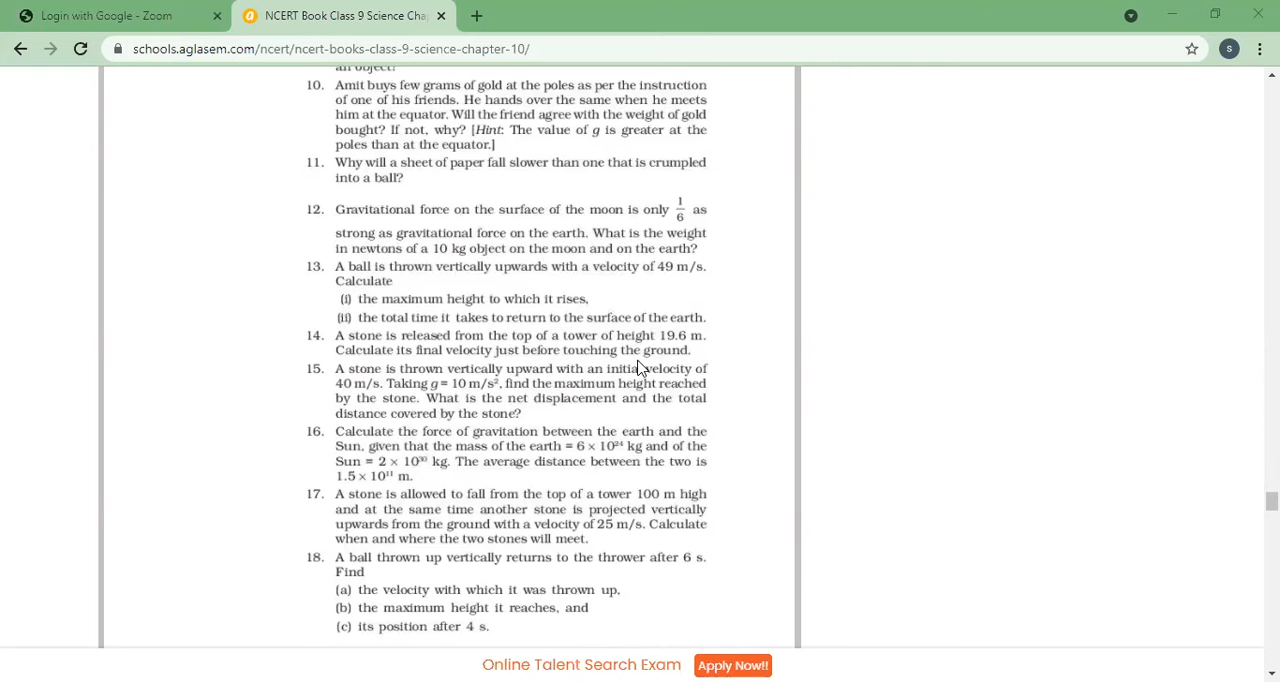 Login with Google - Zoom
NCERT Book Class 9 Science Cha
schools.aglasem.com/ncert/ncert-books-class-9-science-chapter-10/
S
an object?
10. Amit buys few grams of gold at the poles as per the instruction
of one of his friends. He hands over the same when he meets
him at the equator. Will the friend agree with the weight of gold
bought? If not, why? [Hint: The value of g is greater at the
poles than at the equator.]
11. Why will a sheet of paper fall slower than one that is crumpled
into a ball?
12. Gravitational force on the surface of the moon is only 1/6 as
strong as gravitational force on the earth. What is the weight
in newtons of a 10 kg object on the moon and on the earth?
13. A ball is thrown vertically upwards with a velocity of 49 m/s.
Calculate
(i) the maximum height to which it rises,
(ii) the total time it takes to return to the surface of the earth.
14. A stone is released from the top of a tower of height 19.6 m.
Calculate its final velocity just before touching the ground.
15. A stone is thrown vertically upward with an initial velocity of
40 m/s. Taking g = 10 m/s², find the maximum height reached
by the stone. What is the net displacement and the total
distance covered by the stone?
16. Calculate the force of gravitation between the earth and the
Sun, given that the mass of the earth = 6 × 10²⁴ kg and of the
Sun = 2 × 10³⁰ kg. The average distance between the two is
1.5 × 10¹¹ m.
17. A stone is allowed to fall from the top of a tower 100 m high
and at the same time another stone is projected vertically
upwards from the ground with a velocity of 25 m/s. Calculate
when and where the two stones will meet.
18. A ball thrown up vertically returns to the thrower after 6 s.
Find
(a) the velocity with which it was thrown up,
(b) the maximum height it reaches, and
(c) its position after 4 s.
Online Talent Search Exam Apply Now!!